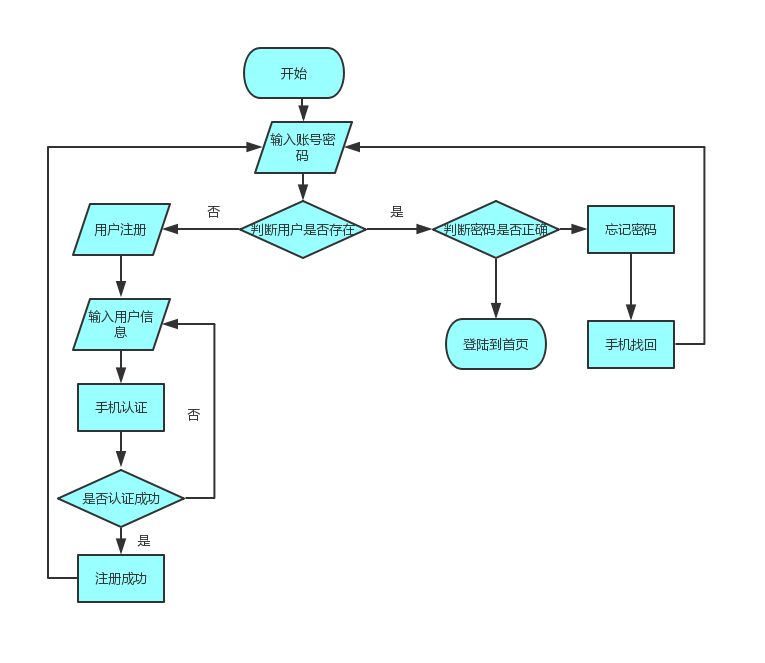 开始
输入账号密
码
否
是
用户注册
判断用户是否存在
判断密码是否正确
忘记密码
输入用户信
息
登陆到首页
手机找回
手机认证
否
是否认证成功
是
注册成功